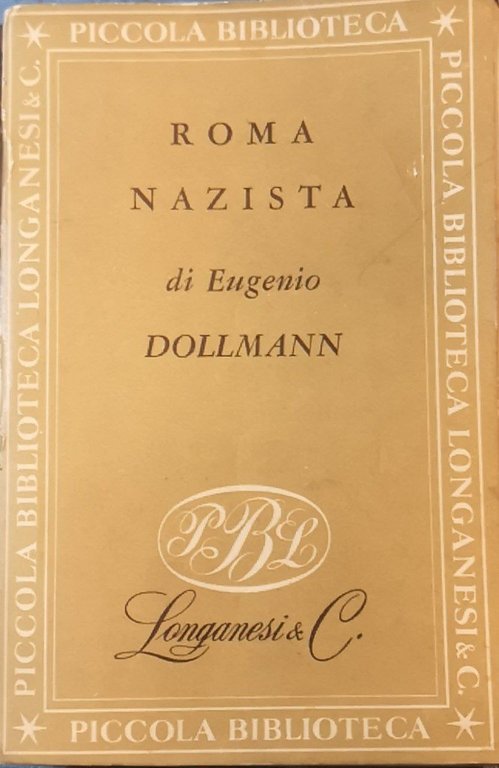 PICCOLA BIBLIOTECA
PICCOLA BIBLIOTECA LONGANESI & C.
ROMA
NAZISTA
di Eugenio
DOLLMANN
PBL
Longanesi & C.
PICCOLA BIBLIOTECA LONGANESI & C.
PICCOLA BIBLIOTECA